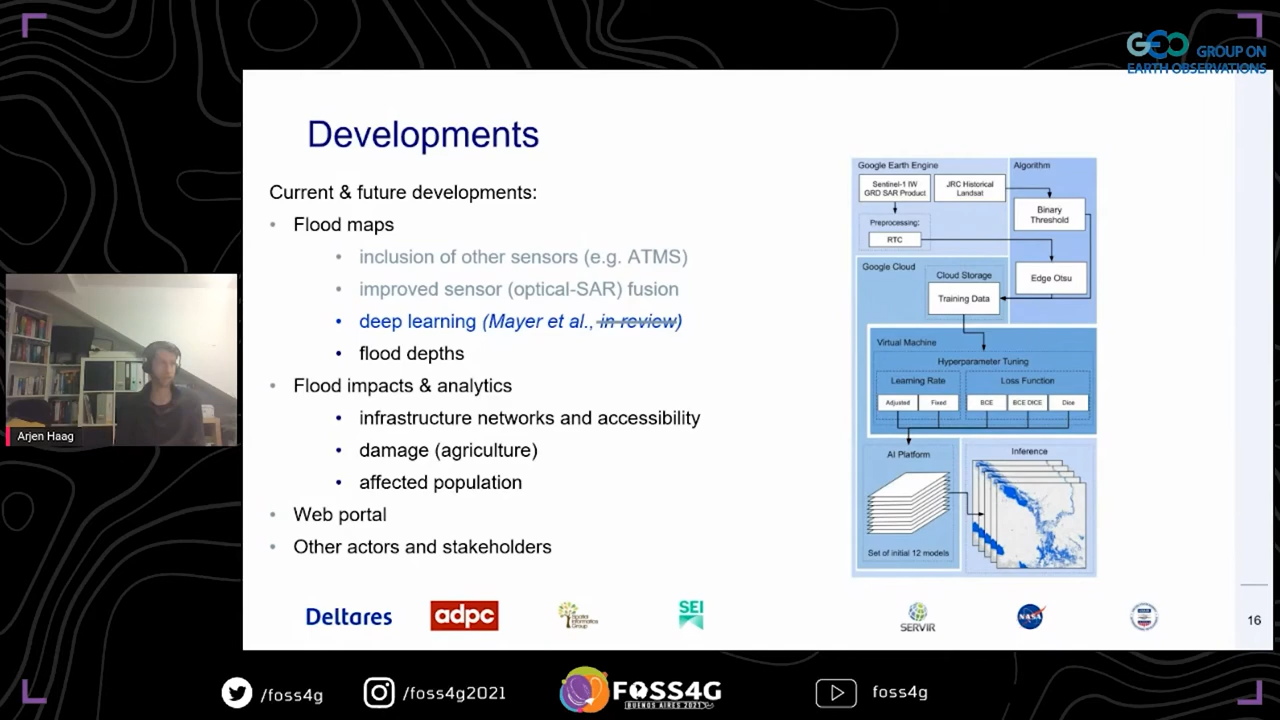 GEO GROUP ON
EARTH OBSERVATIONS
Developments
Current & future developments:
• Flood maps
• inclusion of other sensors (e.g. ATMS)
• improved sensor (optical-SAR) fusion
• deep learning (Mayer et al., in review)
• flood depths
• Flood impacts & analytics
• infrastructure networks and accessibility
• damage (agriculture)
• affected population
• Web portal
• Other actors and stakeholders
Google Earth Engine
Algorithm
Sentinel-1 IW
GRD SAR Product
JRC Historical
Landsat
Binary
Threshold
Preprocessing:
RTC
Google Cloud
Cloud Storage
Training Data
Edge Otsu
Virtual Machine
Hyperparameter Tuning
Learning Rate
Loss Function
Adjusted
Fixed
BCE
BCE DICE
Dice
AI Platform
Inference
Set of initial 12 models
Arjen Haag
Deltares
adpc
Spatial
Informatics
Group
SEI
SERVIR
NASA
16
/foss4g
/foss4g2021
FOSS4G
BUENOS AIRES 2021
foss4g